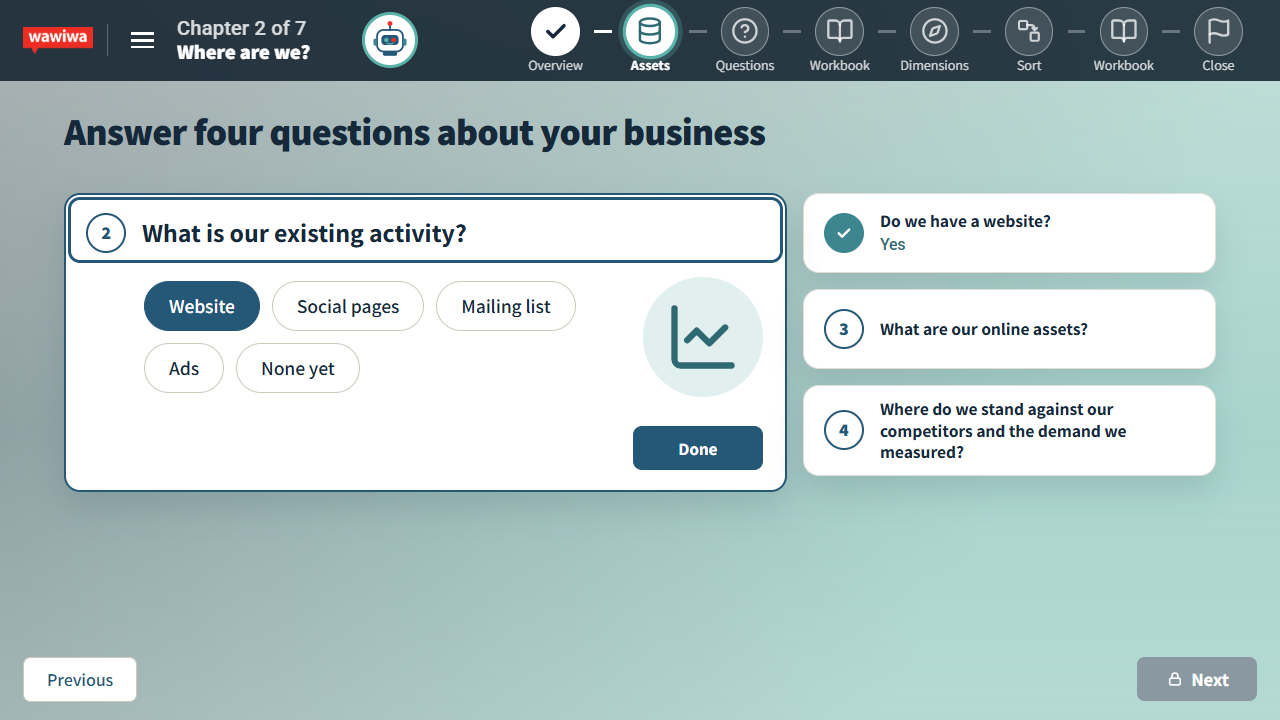 wawiwa
Chapter 2 of 7
Where are we?
Overview
Assets
Questions
Workbook
Dimensions
Sort
Workbook
Close
Answer four questions about your business
2
What is our existing activity?
Website
Social pages
Mailing list
Ads
None yet
Done
Do we have a website?
Yes
3
What are our online assets?
4
Where do we stand against our
competitors and the demand we
measured?
Previous
Next